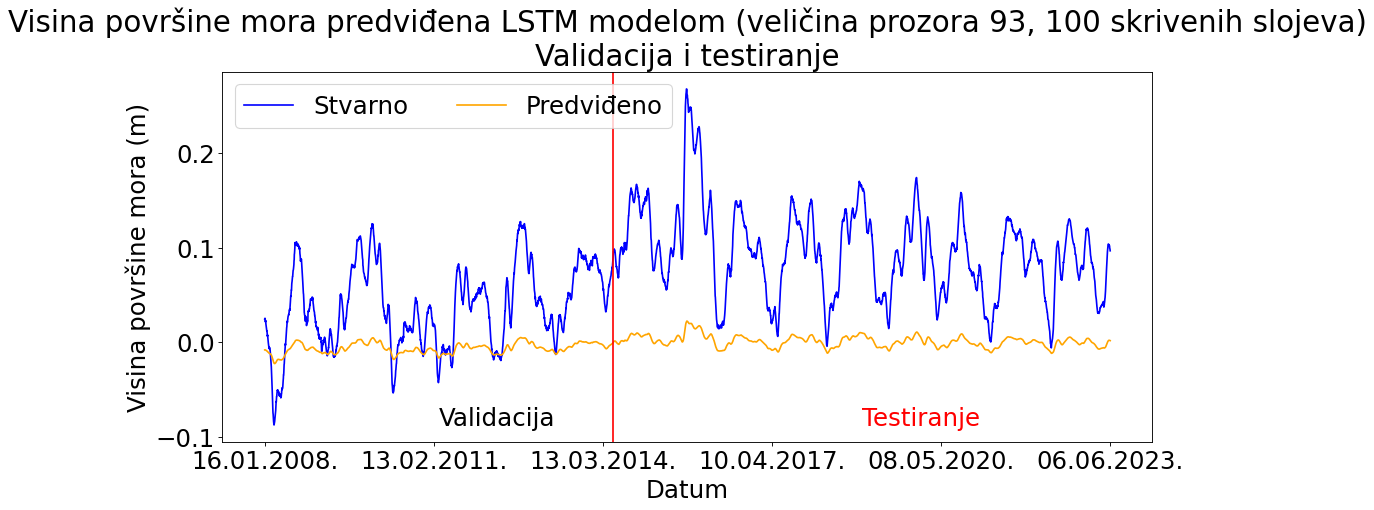 Visina površine mora predviđena LSTM modelom (veličina prozora 93, 100 skrivenih slojeva)
Validacija i testiranje
Stvarno
Predviđeno
Visina površine mora (m)
0.2
0.1
0.0
−0.1
Validacija
Testiranje
16.01.2008.
13.02.2011.
13.03.2014.
10.04.2017.
08.05.2020.
06.06.2023.
Datum